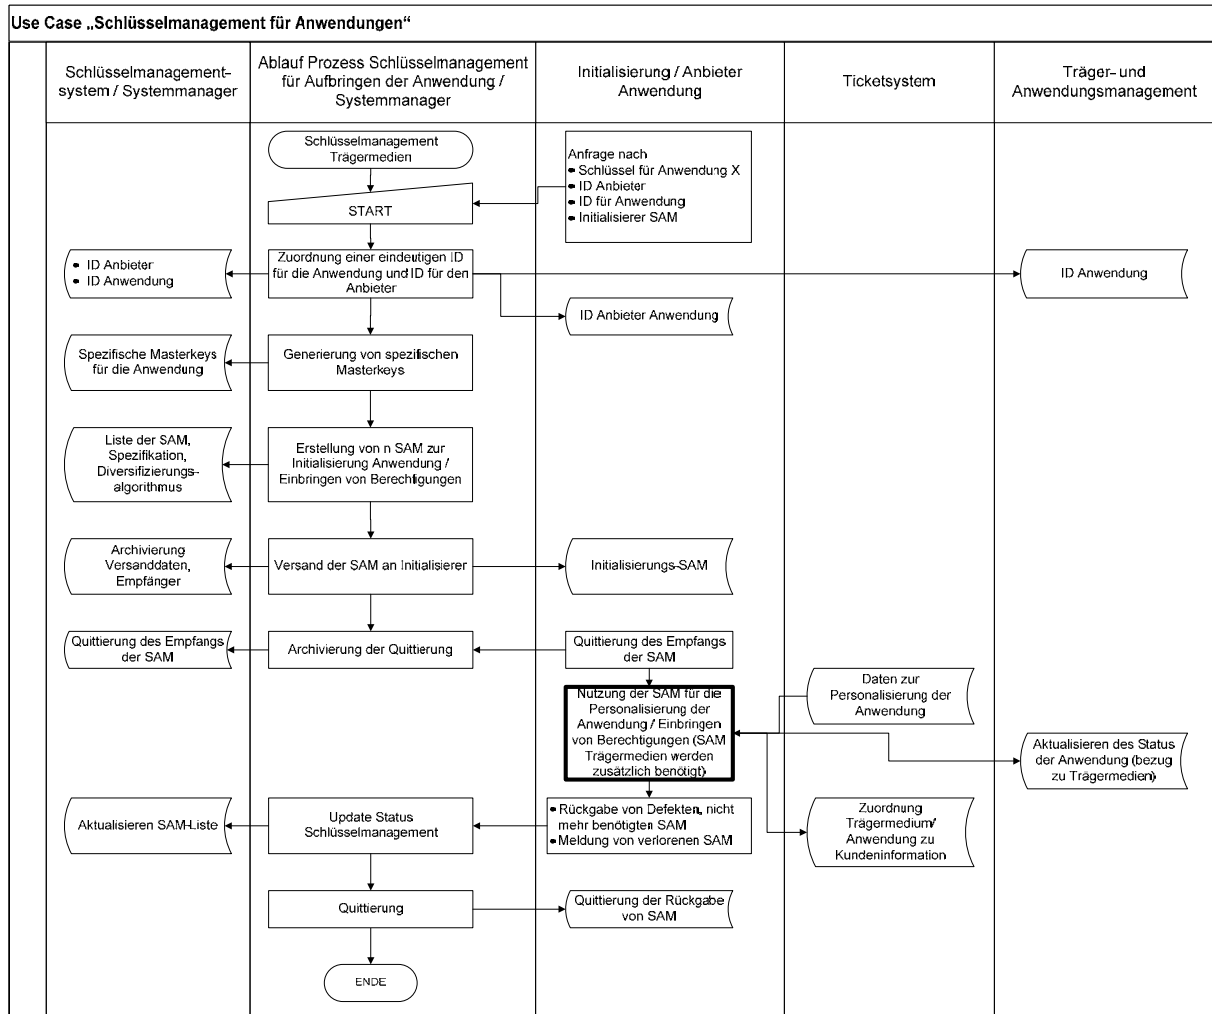 Use Case „Schlüsselmanagement für Anwendungen“
Schlüsselmanagement-
system / Systemmanager
Ablauf Prozess Schlüsselmanagement
für Aufbringen der Anwendung /
Systemmanager
Initialisierung / Anbieter
Anwendung
Ticketsystem
Träger- und
Anwendungsmanagement
Schlüsselmanagement
Trägermedien
Anfrage nach
• Schlüssel für Anwendung X
• ID Anbieter
• ID für Anwendung
• Initialisierer SAM
START
• ID Anbieter
• ID Anwendung
Zuordnung einer eindeutigen ID
für die Anwendung und ID für den
Anbieter
ID Anwendung
ID Anbieter Anwendung
Spezifische Masterkeys
für die Anwendung
Generierung von spezifischen
Masterkeys
Liste der SAM,
Spezifikation,
Diversifizierungs-
algorithmus
Erstellung von n SAM zur
Initialisierung Anwendung /
Einbringen von Berechtigungen
Archivierung
Versanddaten,
Empfänger
Versand der SAM an Initialisierer
Initialisierungs-SAM
Quittierung des Empfangs
der SAM
Archivierung der Quittierung
Quittierung des Empfangs
der SAM
Nutzung der SAM für die
Personalisierung der
Anwendung / Einbringen
von Berechtigungen (SAM
Trägermedien werden
zusätzlich benötigt)
Daten zur
Personalisierung der
Anwendung
Aktualisieren des Status
der Anwendung (bezug
zu Trägermedien)
Aktualisieren SAM-Liste
Update Status
Schlüsselmanagement
• Rückgabe von Defekten, nicht
mehr benötigten SAM
• Meldung von verlorenen SAM
Zuordnung
Trägermedium/
Anwendung zu
Kundeninformation
Quittierung
Quittierung der Rückgabe
von SAM
ENDE